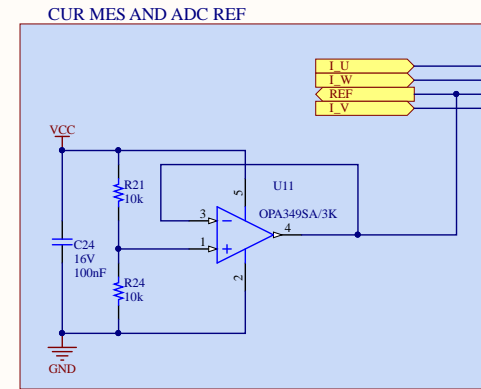 CUR MES AND ADC REF
I_U
I_W
REF
I_V
VCC
R21
10k
5
U11
OPA349SA/3K
3
4
1
C24
16V
100nF
R24
10k
2
GND